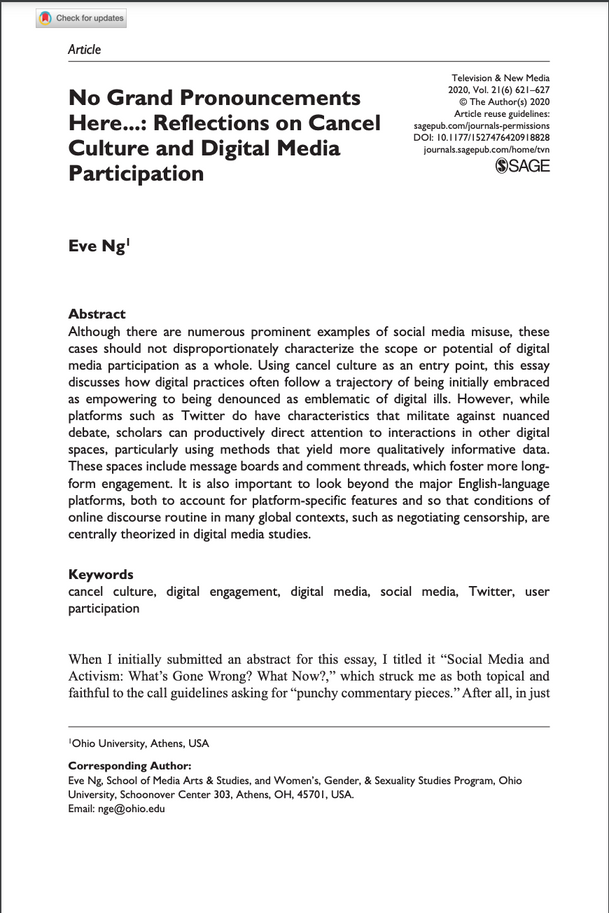 Check for updates
Article
Television & New Media
2020, Vol. 21(6) 621–627
© The Author(s) 2020
Article reuse guidelines:
sagepub.com/journals-permissions
DOI: 10.1177/1527476420918828
journals.sagepub.com/home/tvn
SAGE
No Grand Pronouncements
Here...: Reflections on Cancel
Culture and Digital Media
Participation
Eve Ng¹
Abstract
Although there are numerous prominent examples of social media misuse, these
cases should not disproportionately characterize the scope or potential of digital
media participation as a whole. Using cancel culture as an entry point, this essay
discusses how digital practices often follow a trajectory of being initially embraced
as empowering to being denounced as emblematic of digital ills. However, while
platforms such as Twitter do have characteristics that militate against nuanced
debate, scholars can productively direct attention to interactions in other digital
spaces, particularly using methods that yield more qualitatively informative data.
These spaces include message boards and comment threads, which foster more long-
form engagement. It is also important to look beyond the major English-language
platforms, both to account for platform-specific features and so that conditions of
online discourse routine in many global contexts, such as negotiating censorship, are
centrally theorized in digital media studies.
Keywords
cancel culture, digital engagement, digital media, social media, Twitter, user
participation
When I initially submitted an abstract for this essay, I titled it “Social Media and
Activism: What’s Gone Wrong? What Now?,” which struck me as both topical and
faithful to the call guidelines asking for “punchy commentary pieces.” After all, in just
¹Ohio University, Athens, USA
Corresponding Author:
Eve Ng, School of Media Arts & Studies, and Women’s, Gender, & Sexuality Studies Program, Ohio
University, Schoonover Center 303, Athens, OH, 45701, USA.
Email: nge@ohio.edu